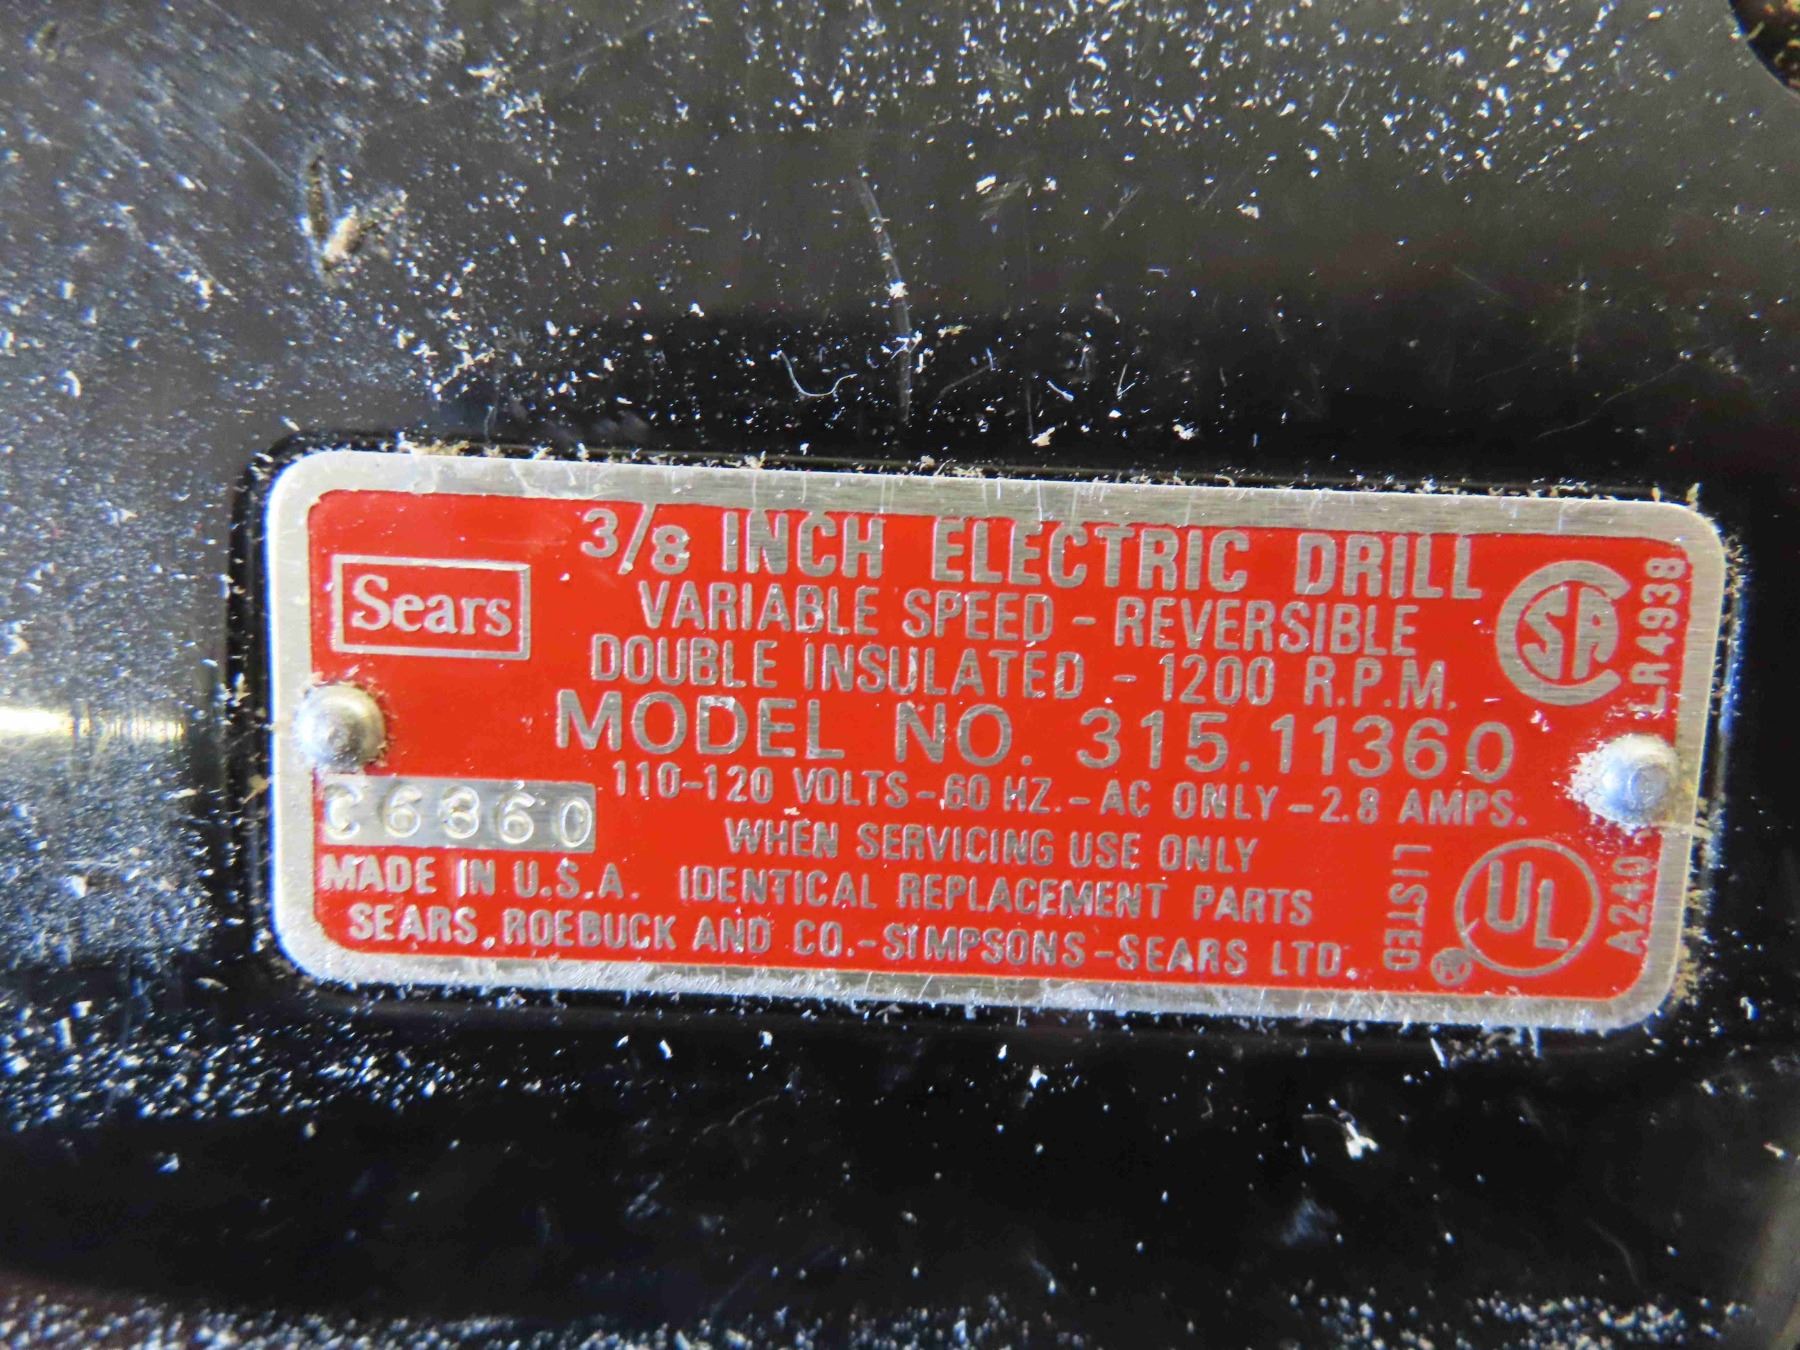 Sears
3/8 INCH ELECTRIC DRILL
VARIABLE SPEED - REVERSIBLE
DOUBLE INSULATED - 1200 R.P.M.
MODEL NO. 315.11360
110-120 VOLTS - 60 HZ. - AC ONLY - 2.8 AMPS.
C6360
WHEN SERVICING USE ONLY
MADE IN U.S.A. IDENTICAL REPLACEMENT PARTS
SEARS, ROEBUCK AND CO. - SIMPSONS - SEARS LTD.
SA
LR4938
LISTED
UL
A240